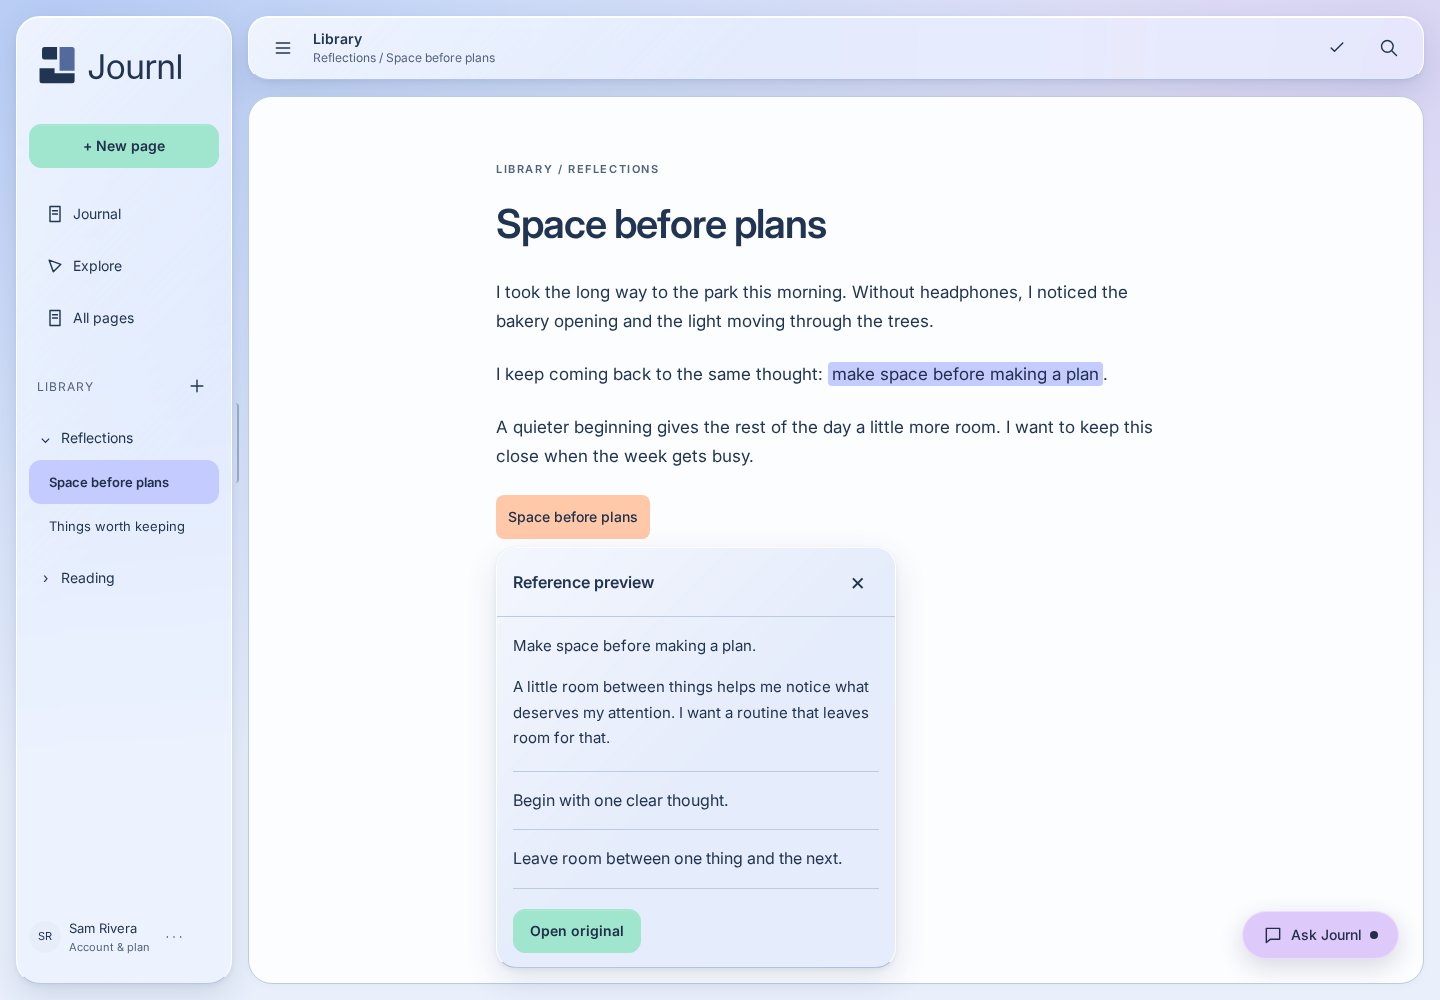 Journl
+ New page
Journal
Explore
All pages
LIBRARY
Reflections
Space before plans
Things worth keeping
Reading
SR
Sam Rivera
Account & plan
Library
Reflections / Space before plans
LIBRARY / REFLECTIONS
Space before plans
I took the long way to the park this morning. Without headphones, I noticed the
bakery opening and the light moving through the trees.
I keep coming back to the same thought: make space before making a plan.
A quieter beginning gives the rest of the day a little more room. I want to keep this
close when the week gets busy.
Space before plans
Reference preview
Make space before making a plan.
A little room between things helps me notice what
deserves my attention. I want a routine that leaves
room for that.
Begin with one clear thought.
Leave room between one thing and the next.
Open original
Ask Journl